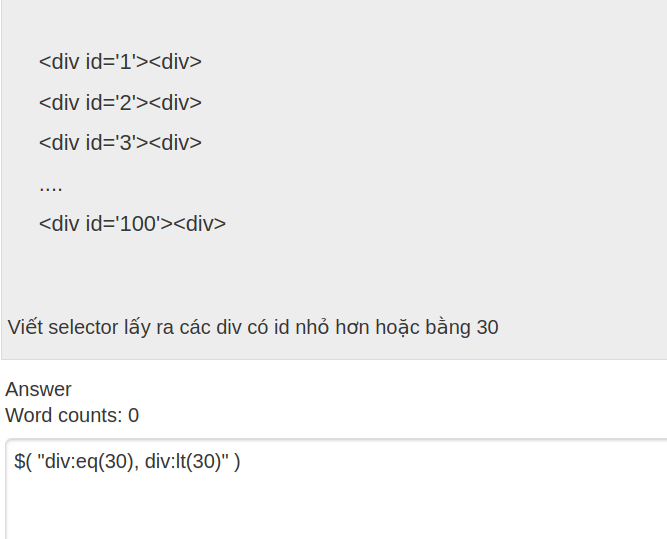 <div id='1'><div>
<div id='2'><div>
<div id='3'><div>
....
<div id='100'><div>
Viết selector lấy ra các div có id nhỏ hơn hoặc bằng 30
Answer
Word counts: 0
$( "div:eq(30), div:lt(30)" )